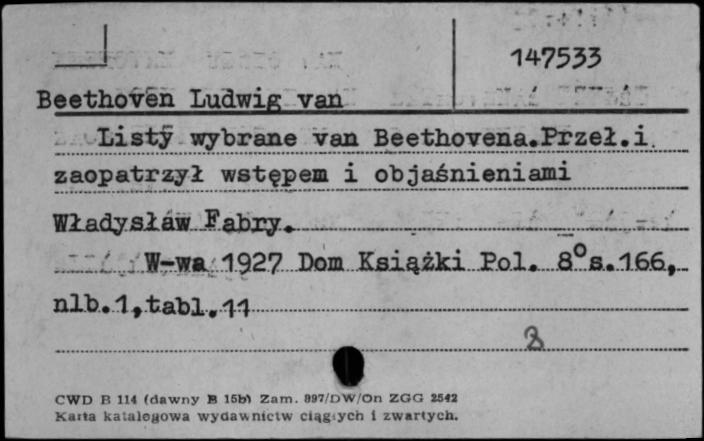 147533
Beethoven Ludwig van
Listy wybrane van Beethovena.Przeł.i
zaopatrzył wstępem i objaśnieniami
Władysław Fabry.
W-wa 1927 Dom Książki Pol. 8° s.166,
nlb.1,tabl.11
8
CWD B 114 (dawny B 15b) Zam. 897/DW/On ZGG 2542
Karta katalogowa wydawnictw ciągłych i zwartych.